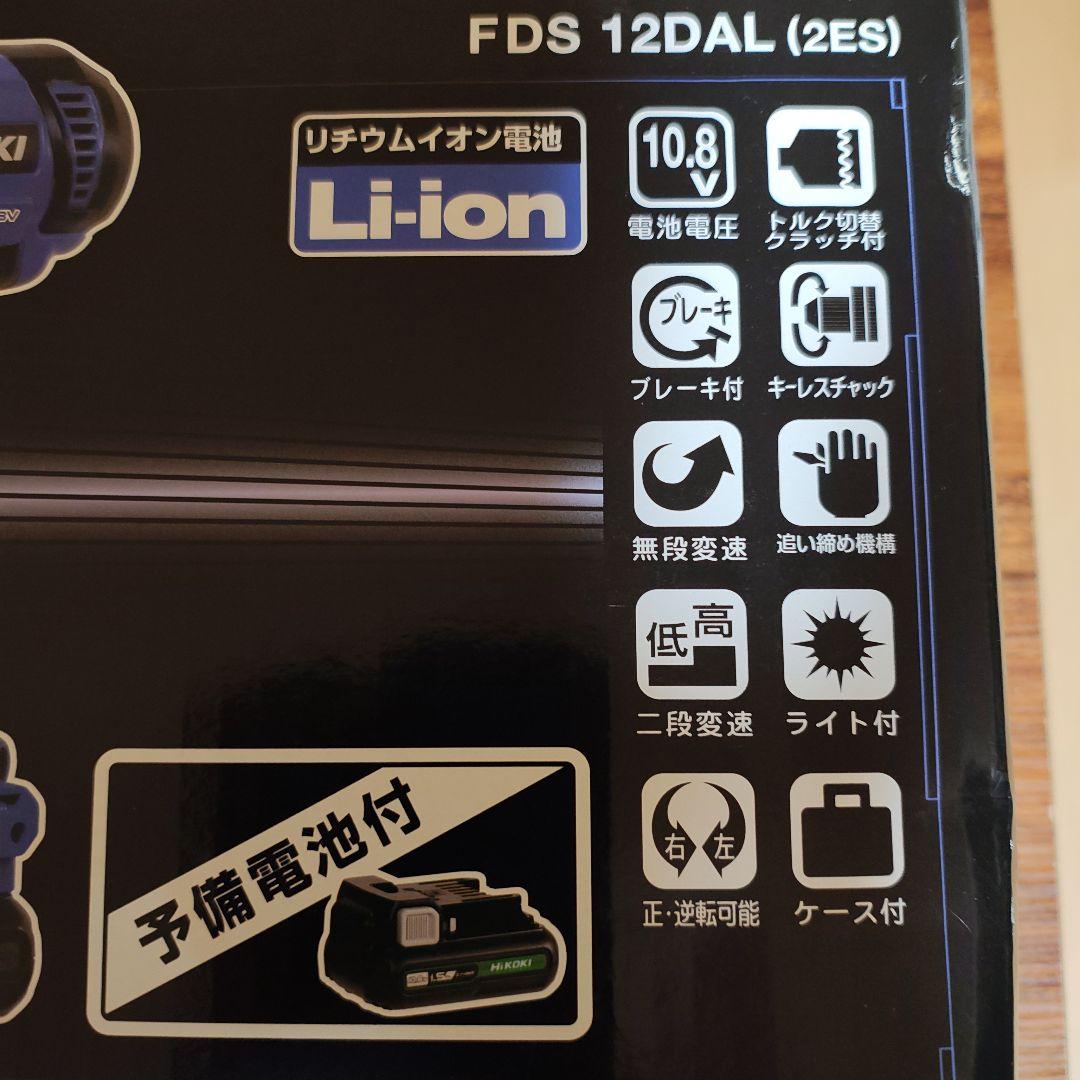 FDS 12DAL (2ES)
KI
リチウムイオン電池
Li-ion
10.8
V
電池電圧
トルク切替
クラッチ付
ブレーキ
ブレーキ付
キーレスチャック
無段変速
追い締め機構
低 高
二段変速
ライト付
右 左
正・逆転可能
ケース付
予備電池付
1.5
HiKOKI